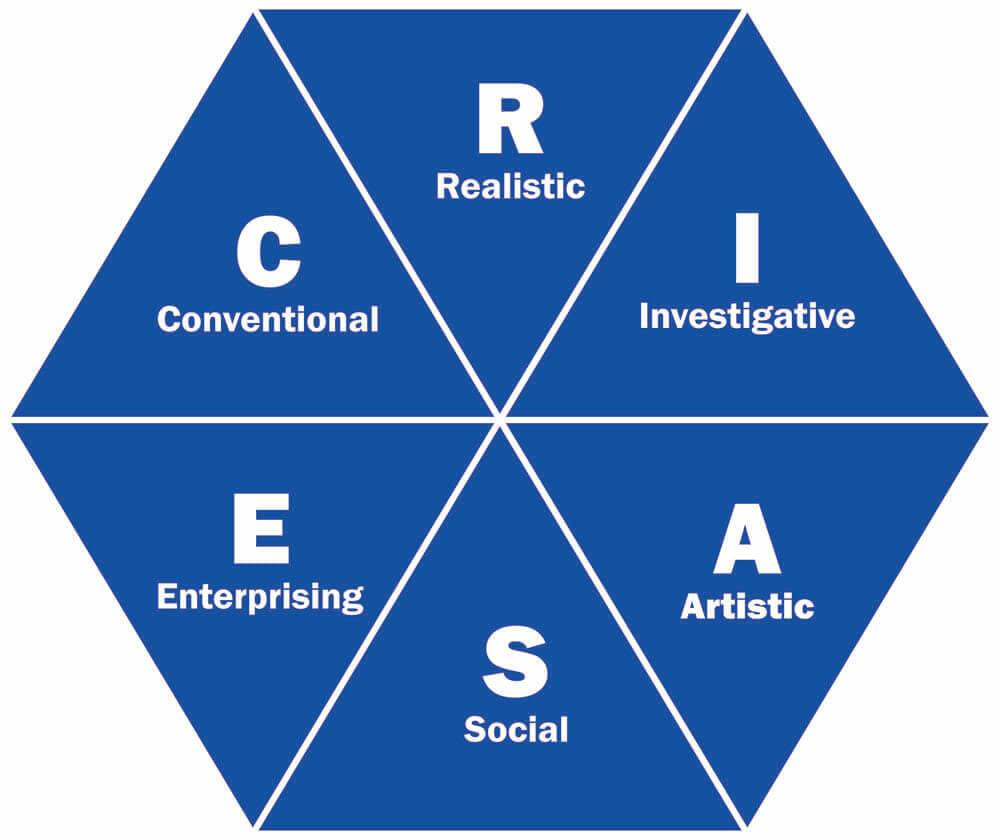 R
Realistic
C
Conventional
I
Investigative
E
Enterprising
A
Artistic
S
Social